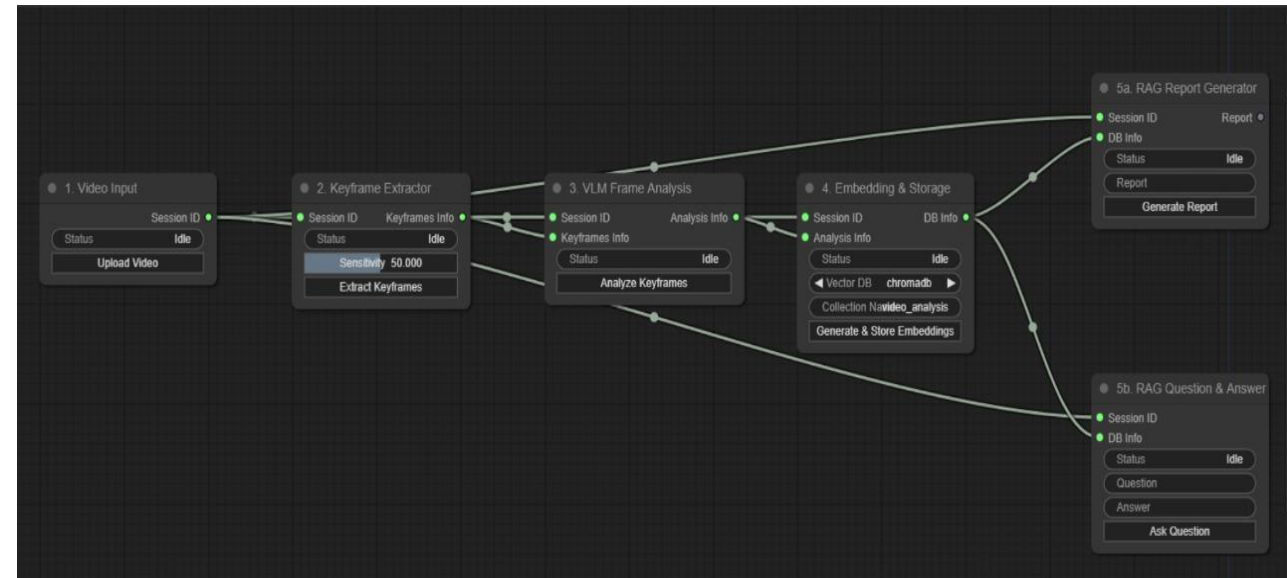 1. Video Input
Session ID
Status Idle
Upload Video
2. Keyframe Extractor
Session ID Keyframes Info
Status Idle
Sensitivity 50.000
Extract Keyframes
3. VLM Frame Analysis
Session ID Analysis Info
Keyframes Info
Status Idle
Analyze Keyframes
4. Embedding & Storage
Session ID DB Info
Analysis Info
Status Idle
Vector DB chromadb
Collection Na video_analysis
Generate & Store Embeddings
5a. RAG Report Generator
Session ID Report
DB Info
Status Idle
Report
Generate Report
5b. RAG Question & Answer
Session ID
DB Info
Status Idle
Question
Answer
Ask Question